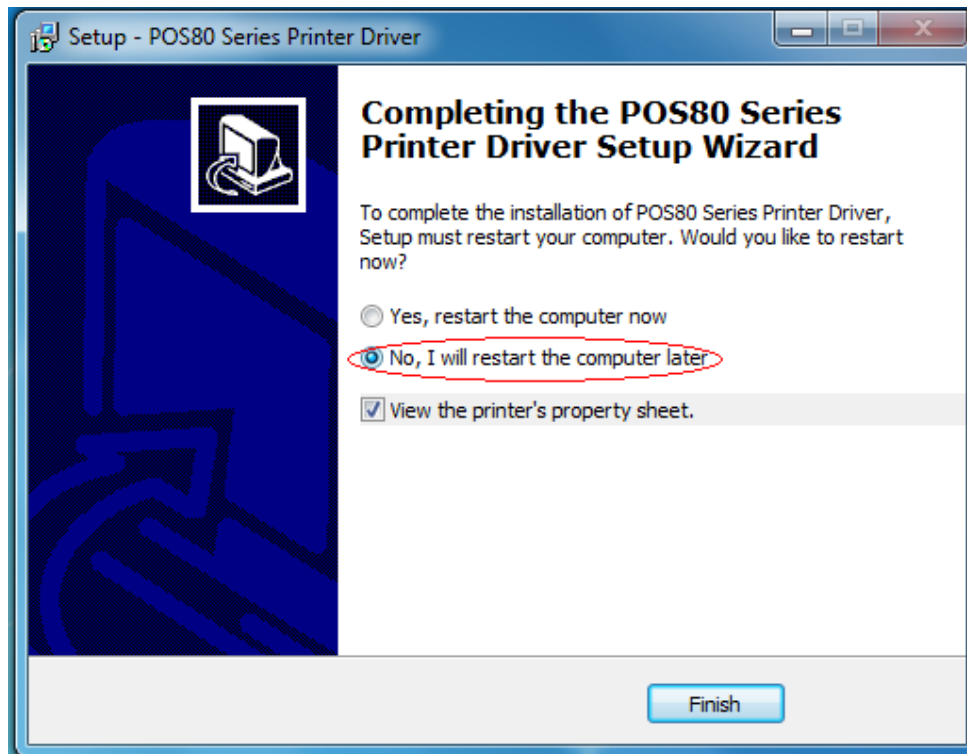 Setup - POS80 Series Printer Driver
Completing the POS80 Series
Printer Driver Setup Wizard
To complete the installation of POS80 Series Printer Driver,
Setup must restart your computer. Would you like to restart
now?
Yes, restart the computer now
No, I will restart the computer later
View the printer's property sheet.
Finish